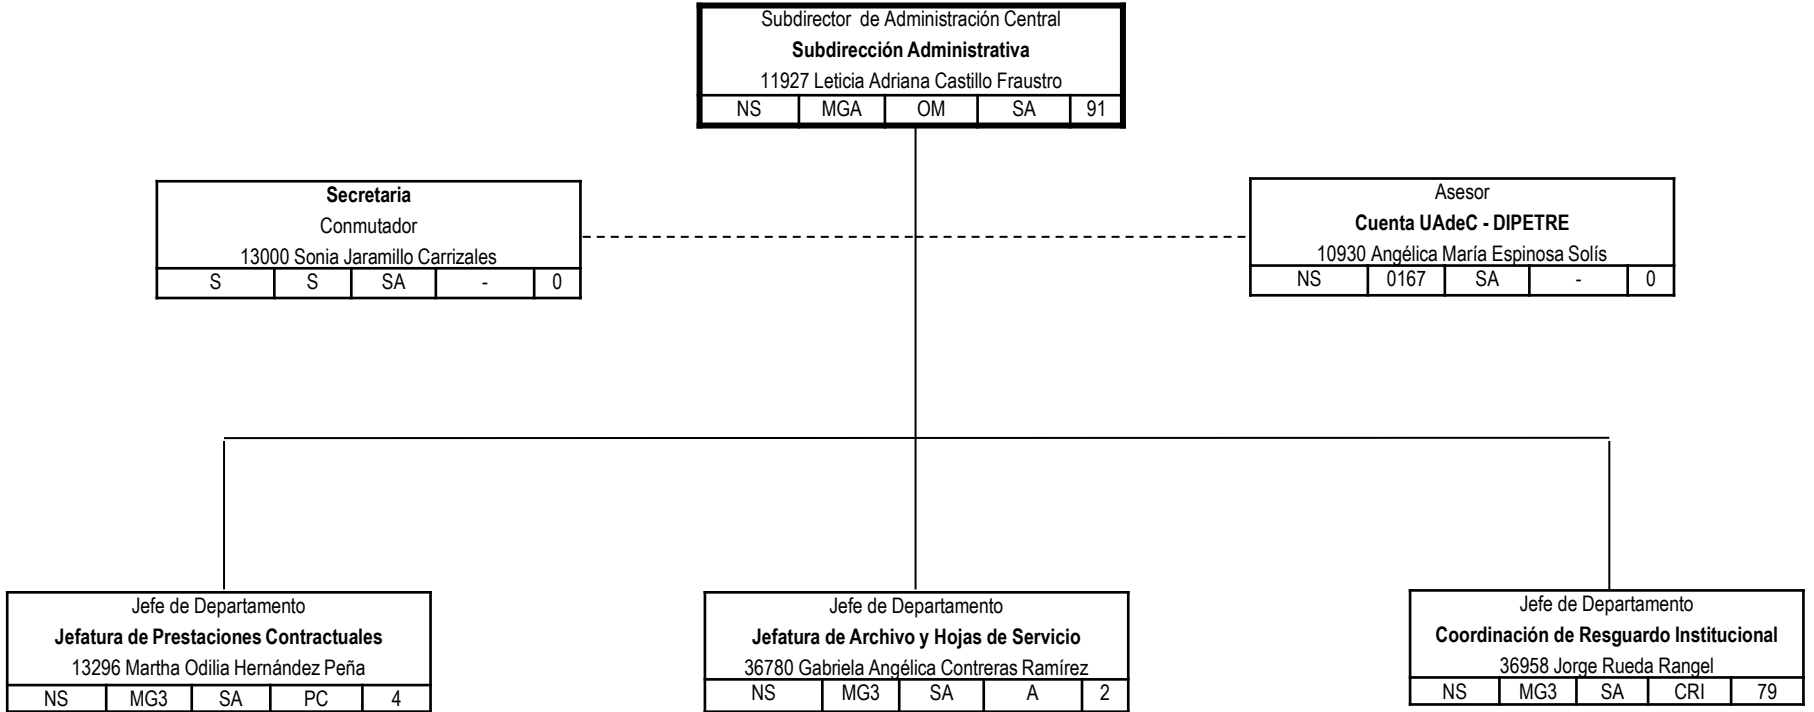 Subdirector  de Administración Central
Subdirección Administrativa
11927 Leticia Adriana Castillo Fraustro
NS MGA OM SA 91
Secretaria
Conmutador
13000 Sonia Jaramillo Carrizales
S S SA - 0
Asesor
Cuenta UAdeC - DIPETRE
10930 Angélica María Espinosa Solís
NS 0167 SA - 0
Jefe de Departamento
Jefatura de Prestaciones Contractuales
13296 Martha Odilia Hernández Peña
NS MG3 SA PC 4
Jefe de Departamento
Jefatura de Archivo y Hojas de Servicio
36780 Gabriela Angélica Contreras Ramírez
NS MG3 SA A 2
Jefe de Departamento
Coordinación de Resguardo Institucional
36958 Jorge Rueda Rangel
NS MG3 SA CRI 79